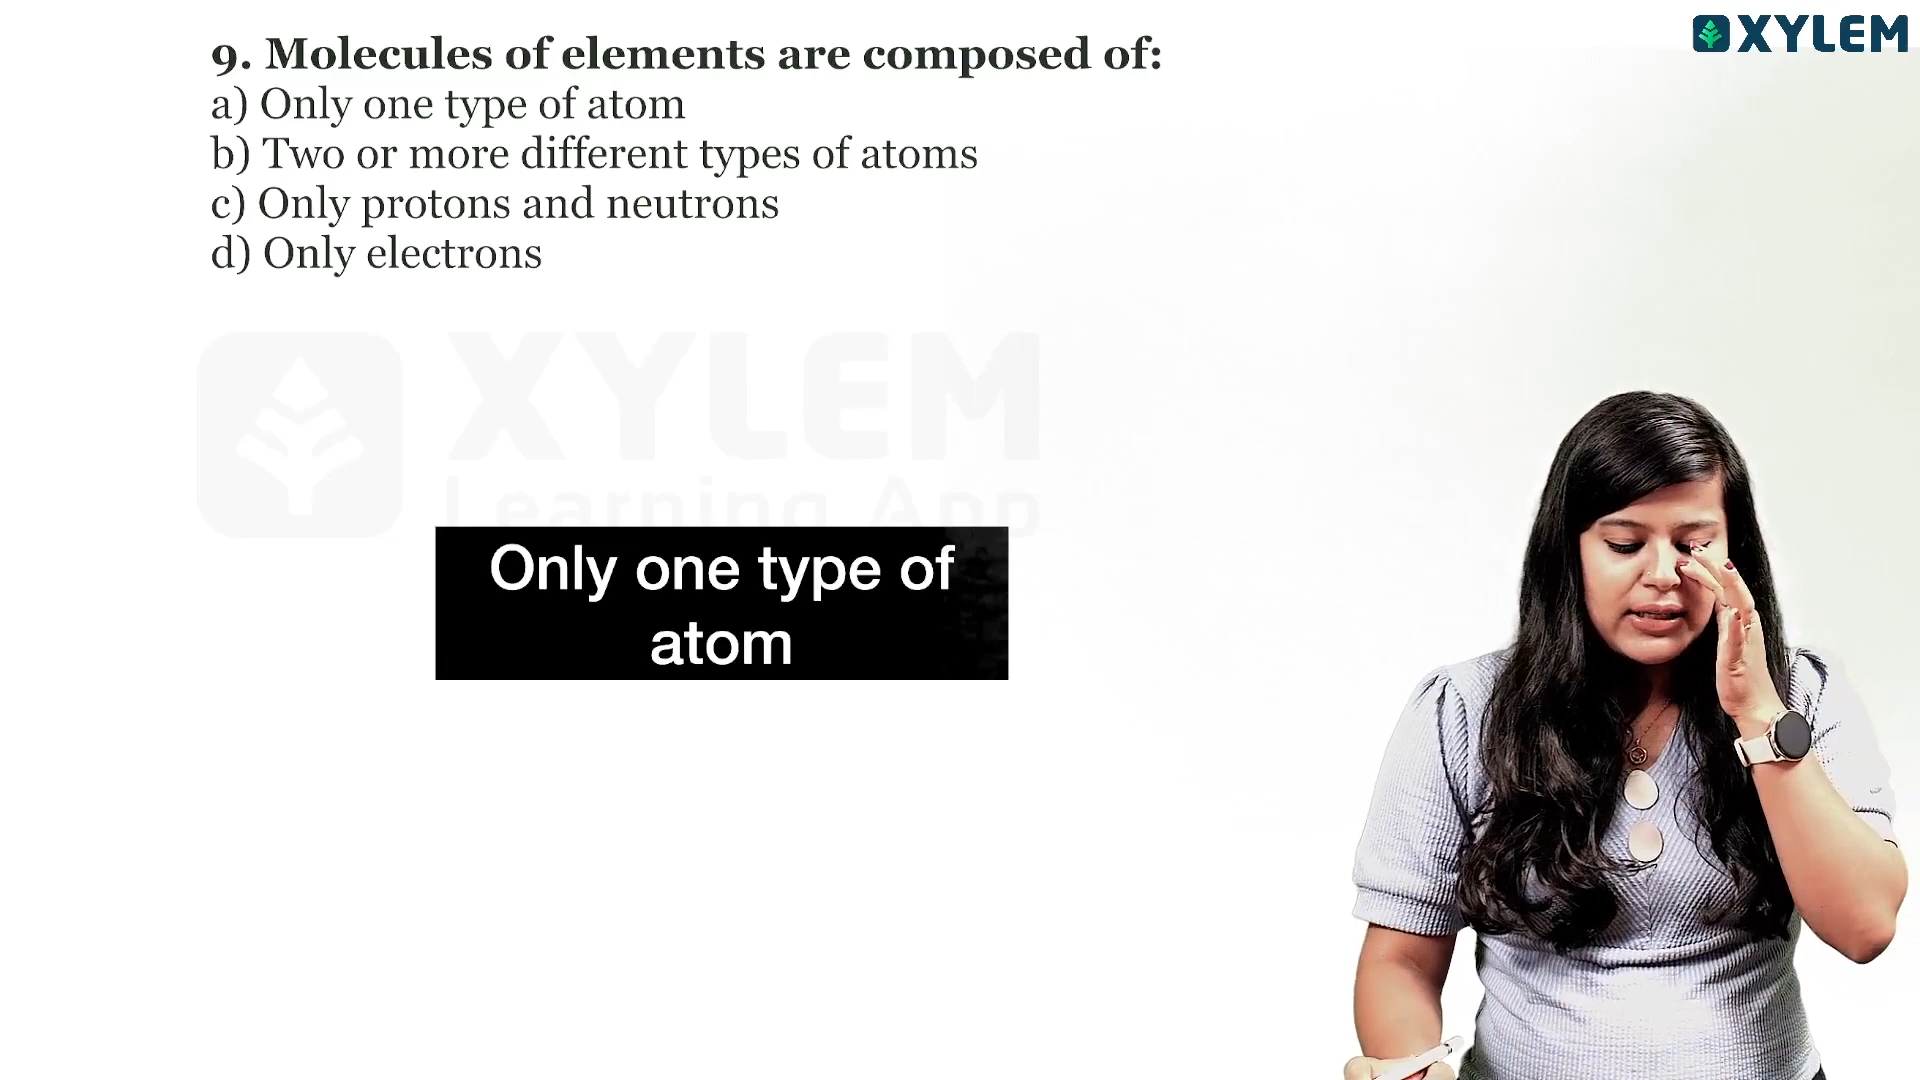 XYLEM
9. Molecules of elements are composed of:
a) Only one type of atom
b) Two or more different types of atoms
c) Only protons and neutrons
d) Only electrons
XYLEM
Learning App
Only one type of
atom